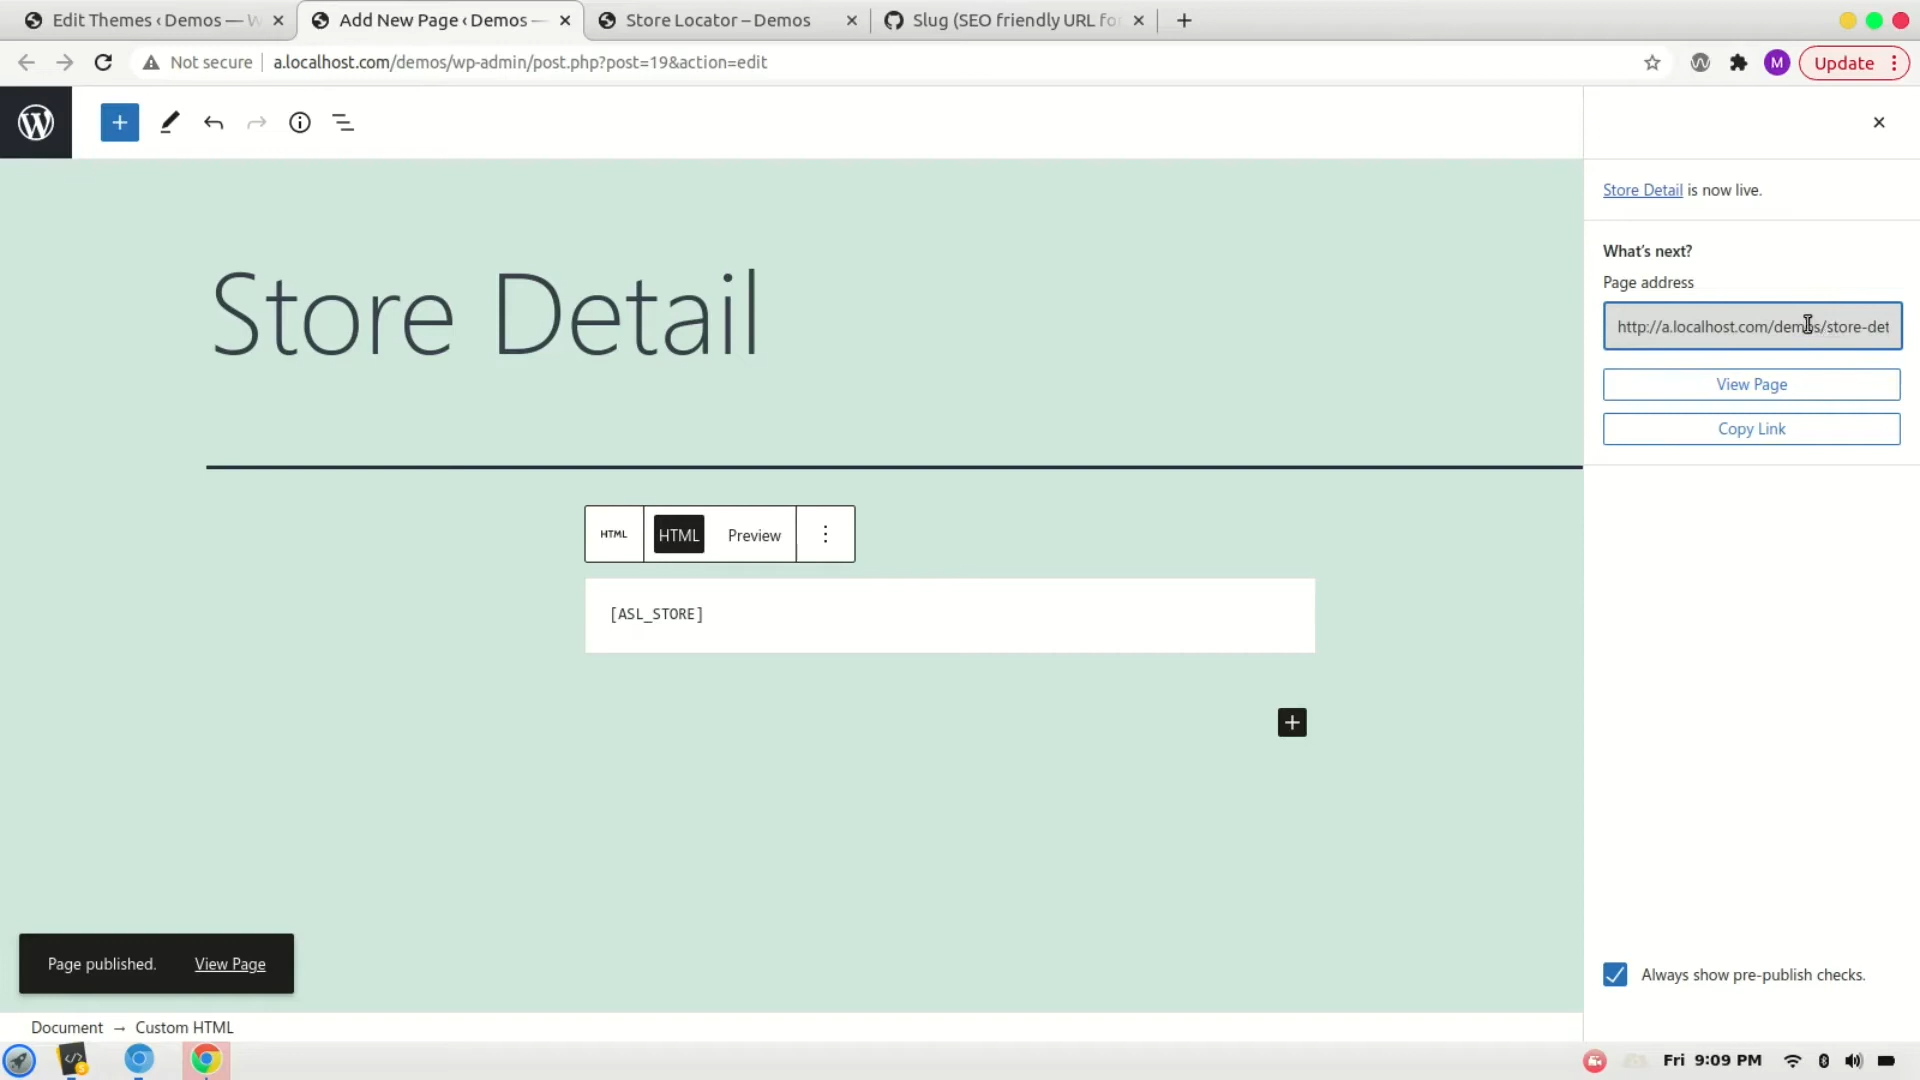 Edit Themes ‹ Demos — W
Add New Page ‹ Demos —
Store Locator – Demos
Slug (SEO friendly URL fo
Not secure
a.localhost.com/demos/wp-admin/post.php?post=19&action=edit
M
Update
Store Detail is now live.
What's next?
Page address
http://a.localhost.com/demos/store-det
View Page
Copy Link
Store Detail
HTML
HTML
Preview
[ASL_STORE]
Page published.
View Page
Always show pre-publish checks.
Document → Custom HTML
Fri 9:09 PM